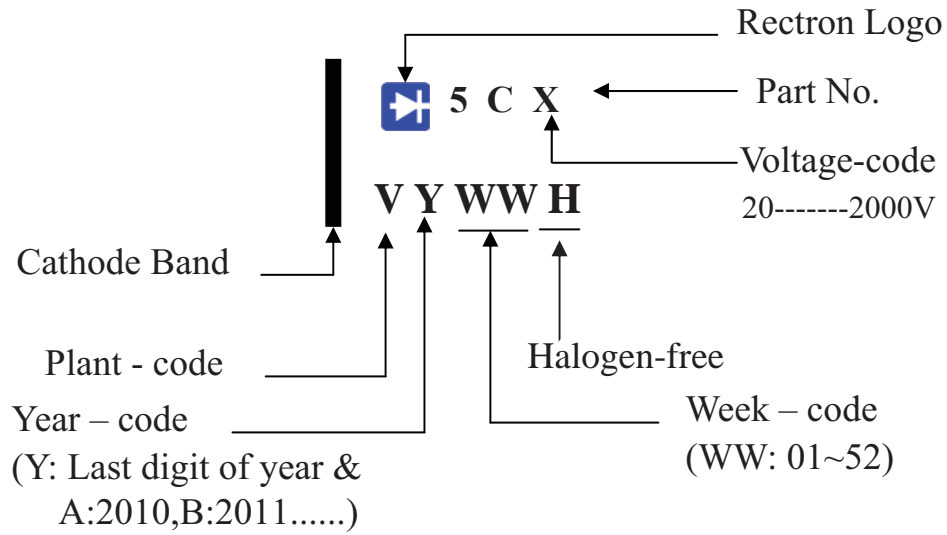 Rectron Logo
5 C X
Part No.
Voltage-code
20-------2000V
V Y WW H
Cathode Band
Plant - code
Halogen-free
Year – code
(Y: Last digit of year &
A:2010,B:2011......)
Week – code
(WW: 01~52)